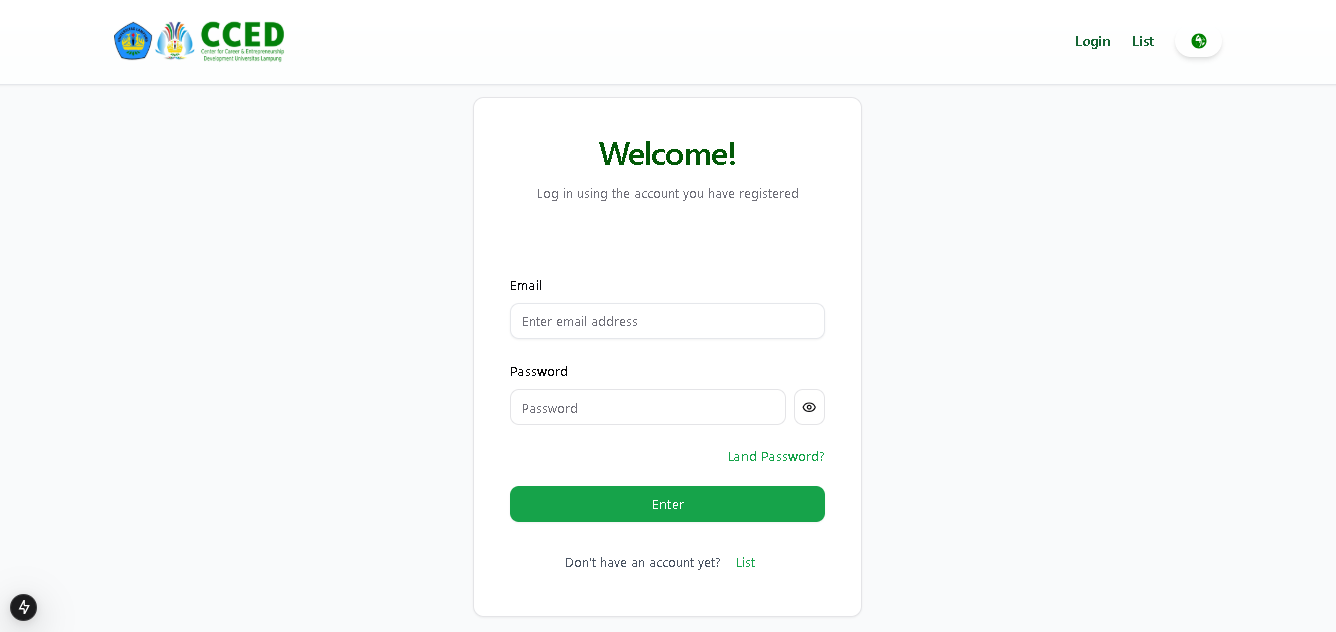 CCED
Center for Career & Entrepreneurship
Development Universitas Lampung
Login
List
Welcome!
Log in using the account you have registered
Email
Enter email address
Password
Password
Land Password?
Enter
Don't have an account yet? List